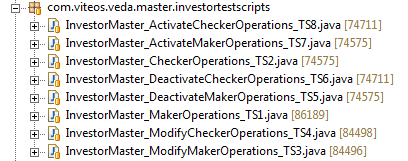 com.viteos.veda.master.investortestscripts
InvestorMaster_ActivateCheckerOperations_TS8.java [74711]
InvestorMaster_ActivateMakerOperations_TS7.java [74575]
InvestorMaster_CheckerOperations_TS2.java [74575]
InvestorMaster_DeactivateCheckerOperations_TS6.java [74711]
InvestorMaster_DeactivateMakerOperations_TS5.java [74575]
InvestorMaster_MakerOperations_TS1.java [86189]
InvestorMaster_ModifyCheckerOperations_TS4.java [84498]
InvestorMaster_ModifyMakerOperations_TS3.java [84496]